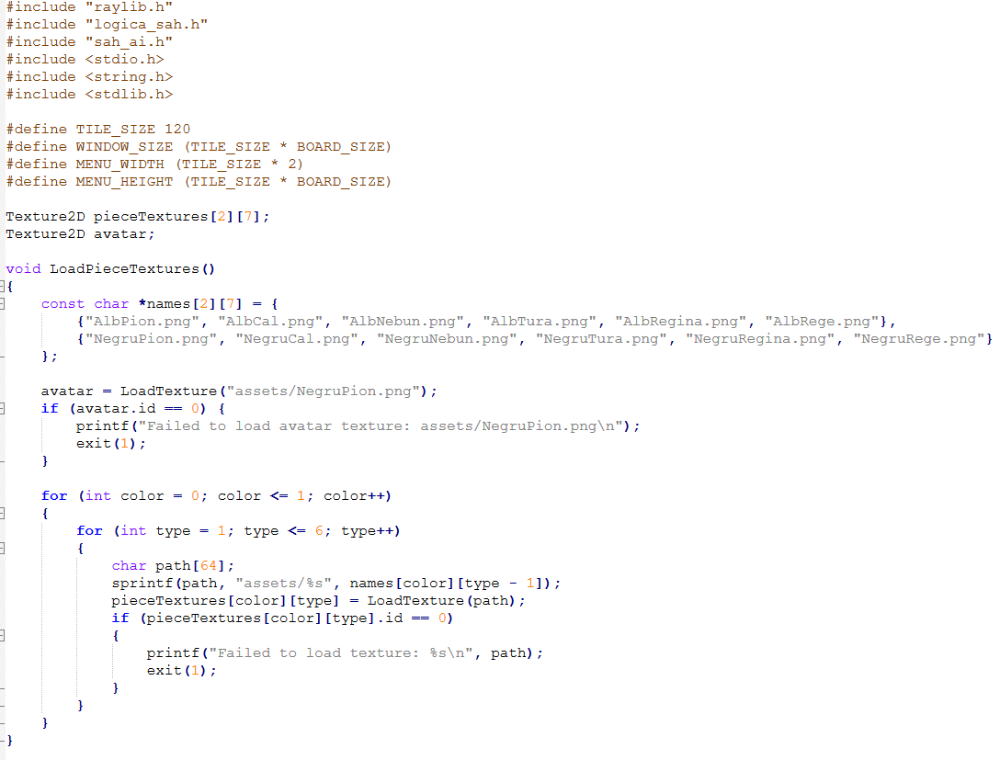 #include "raylib.h"
#include "logica_sah.h"
#include "sah_ai.h"
#include <stdio.h>
#include <string.h>
#include <stdlib.h>

#define TILE_SIZE 120
#define WINDOW_SIZE (TILE_SIZE * BOARD_SIZE)
#define MENU_WIDTH (TILE_SIZE * 2)
#define MENU_HEIGHT (TILE_SIZE * BOARD_SIZE)

Texture2D pieceTextures[2][7];
Texture2D avatar;

void LoadPieceTextures()
{
    const char *names[2][7] = {
        {"AlbPion.png", "AlbCal.png", "AlbNebun.png", "AlbTura.png", "AlbRegina.png", "AlbRege.png"},
        {"NegruPion.png", "NegruCal.png", "NegruNebun.png", "NegruTura.png", "NegruRegina.png", "NegruRege.png"}
    };

    avatar = LoadTexture("assets/NegruPion.png");
    if (avatar.id == 0) {
        printf("Failed to load avatar texture: assets/NegruPion.png\n");
        exit(1);
    }

    for (int color = 0; color <= 1; color++)
    {
        for (int type = 1; type <= 6; type++)
        {
            char path[64];
            sprintf(path, "assets/%s", names[color][type - 1]);
            pieceTextures[color][type] = LoadTexture(path);
            if (pieceTextures[color][type].id == 0)
            {
                printf("Failed to load texture: %s\n", path);
                exit(1);
            }
        }
    }
}